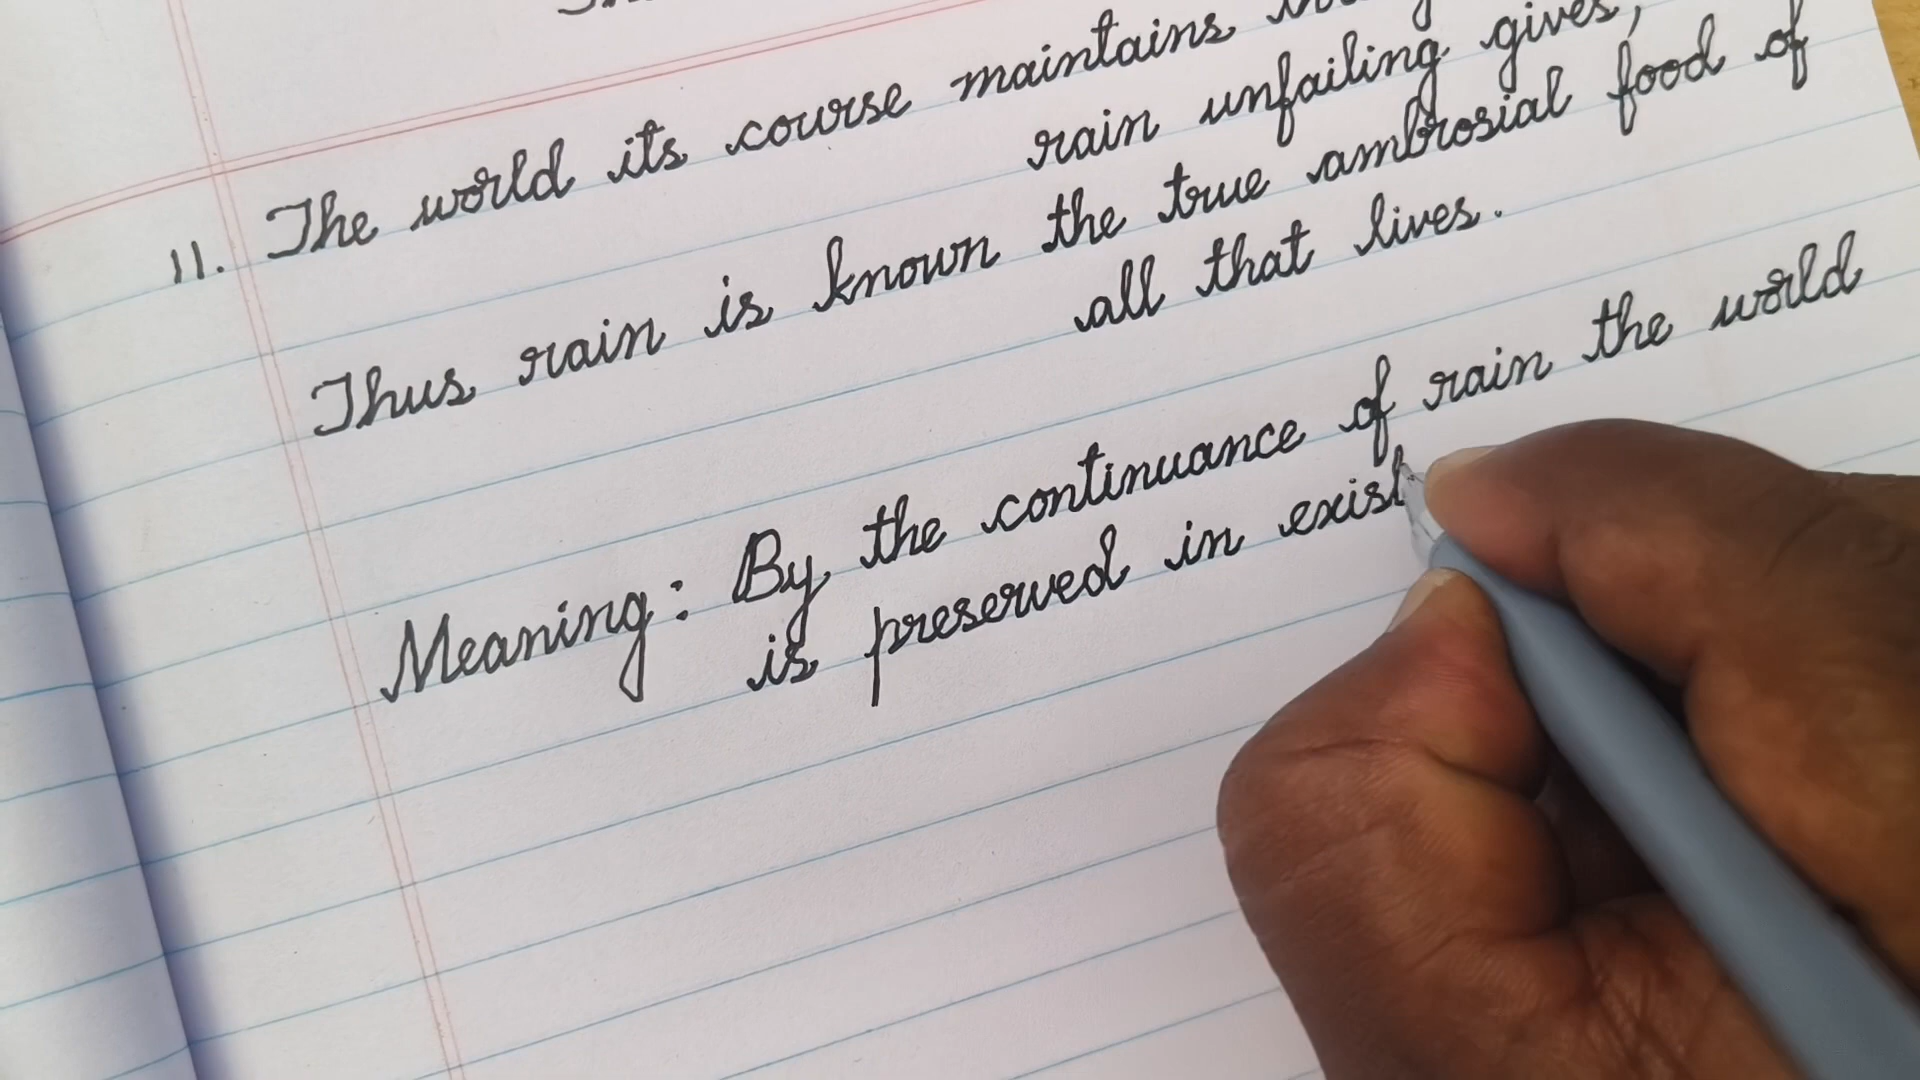 11. The world its course maintains
rain unfailing gives,
Thus rain is known the true ambrosial food of
all that lives.
Meaning: By the continuance of rain the world
is preserved in exist